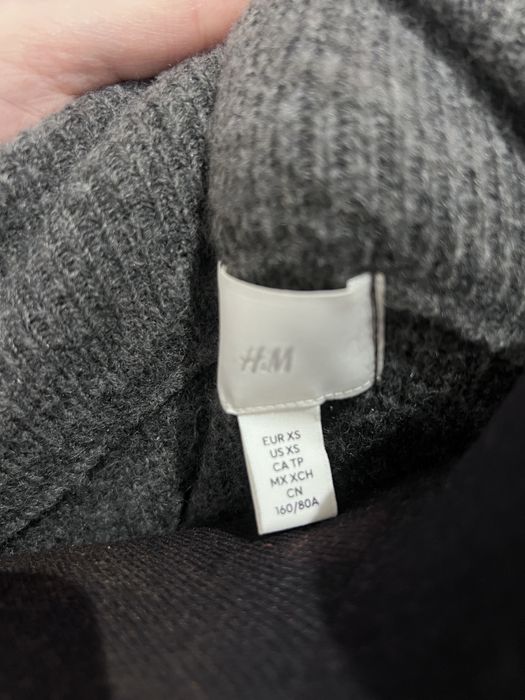 H&M
EUR XS
US XS
CA TP
MX XCH
CN
160/80A